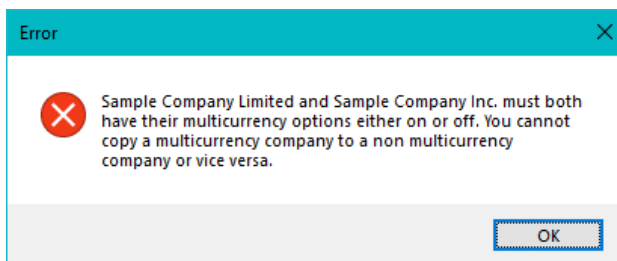 Error
Sample Company Limited and Sample Company Inc. must both
have their multicurrency options either on or off. You cannot
copy a multicurrency company to a non multicurrency
company or vice versa.
OK